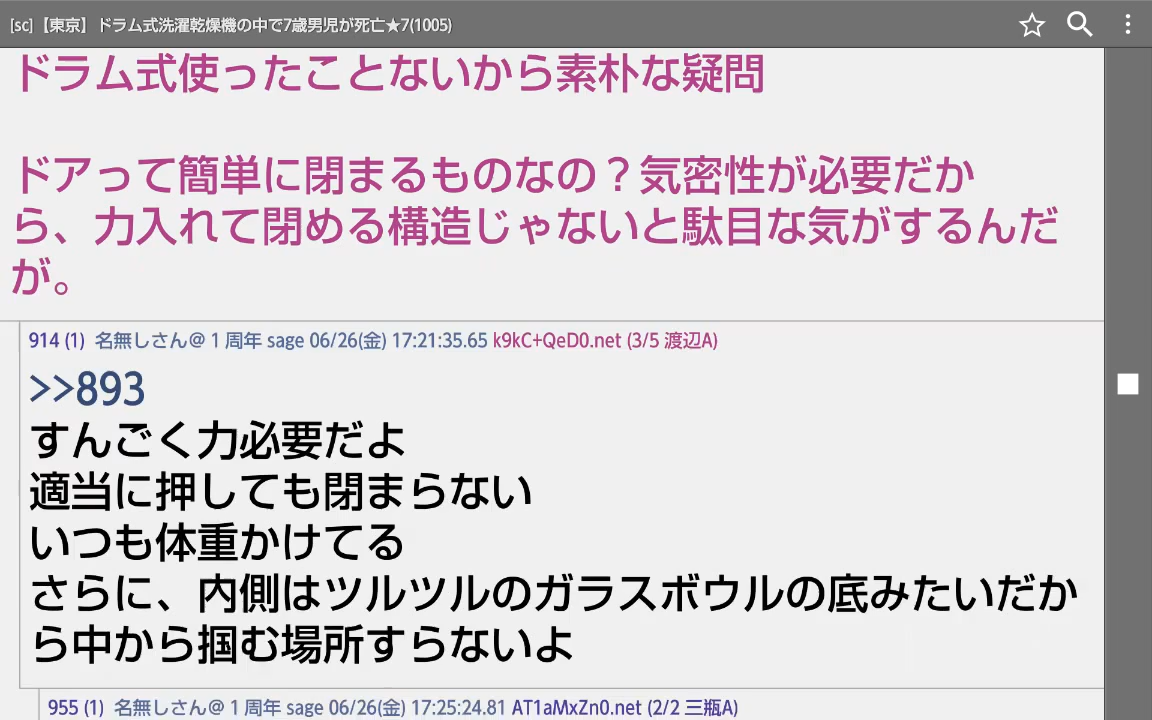 [sc]【東京】ドラム式洗濯乾燥機の中で7歳男児が死亡★7(1005)
ドラム式使ったことないから素朴な疑問
ドアって簡単に閉まるものなの？気密性が必要だか
ら、力入れて閉める構造じゃないと駄目な気がするんだ
が。
914 (1) 名無しさん＠１周年 sage 06/26(金) 17:21:35.65 k9kC+QeD0.net (3/5 渡辺A)
>>893
すんごく力必要だよ
適当に押しても閉まらない
いつも体重かけてる
さらに、内側はツルツルのガラスボウルの底みたいだか
ら中から掴む場所すらないよ
955 (1) 名無しさん＠１周年 sage 06/26(金) 17:25:24.81 AT1aMxZn0.net (2/2 三瓶A)